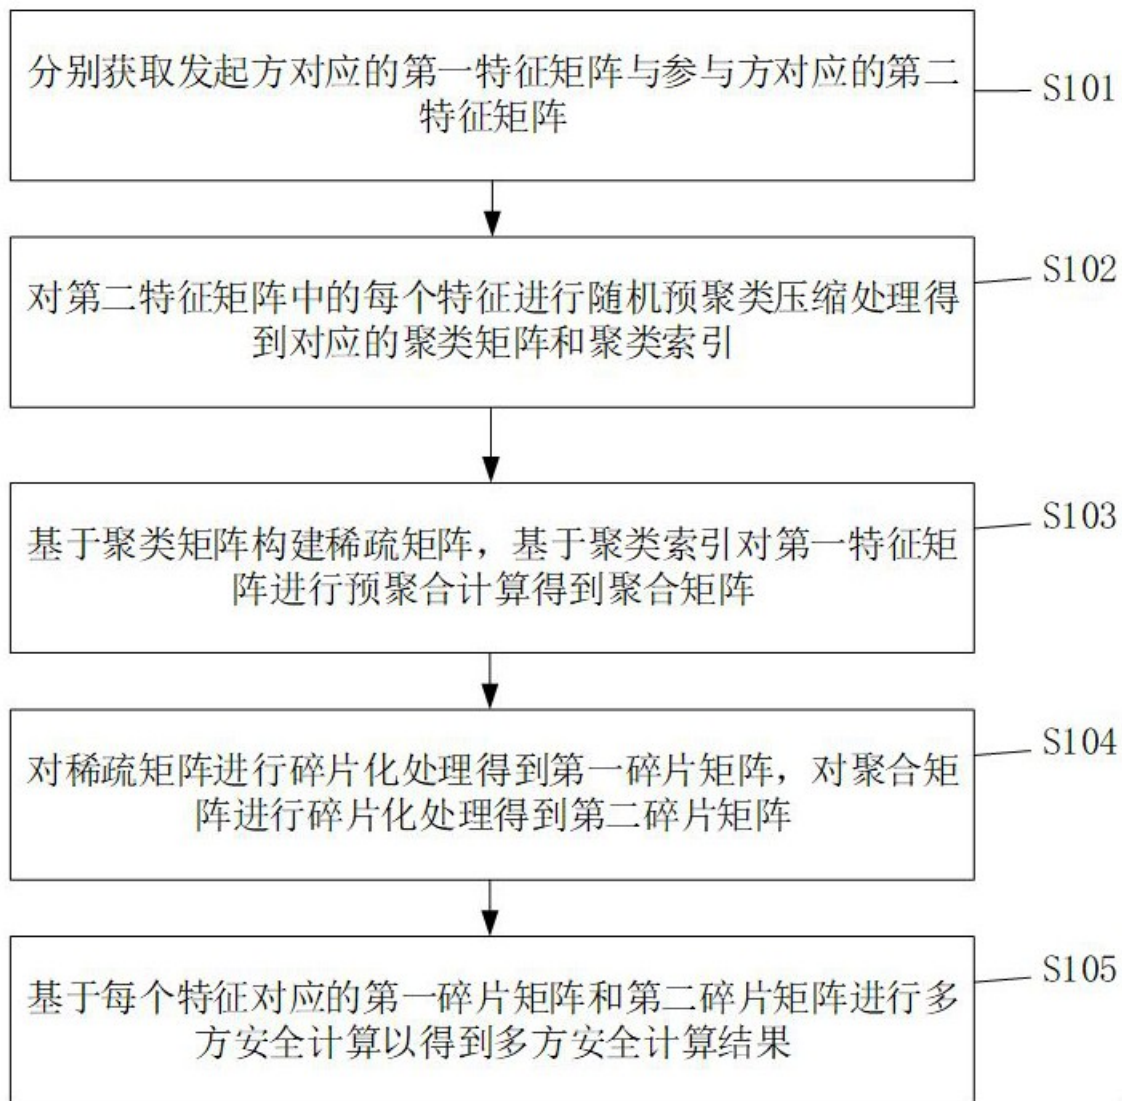 分别获取发起方对应的第一特征矩阵与参与方对应的第二
特征矩阵
S101
对第二特征矩阵中的每个特征进行随机预聚类压缩处理得
到对应的聚类矩阵和聚类索引
S102
基于聚类矩阵构建稀疏矩阵，基于聚类索引对第一特征矩
阵进行预聚合计算得到聚合矩阵
S103
对稀疏矩阵进行碎片化处理得到第一碎片矩阵，对聚合矩
阵进行碎片化处理得到第二碎片矩阵
S104
基于每个特征对应的第一碎片矩阵和第二碎片矩阵进行多
方安全计算以得到多方安全计算结果
S105